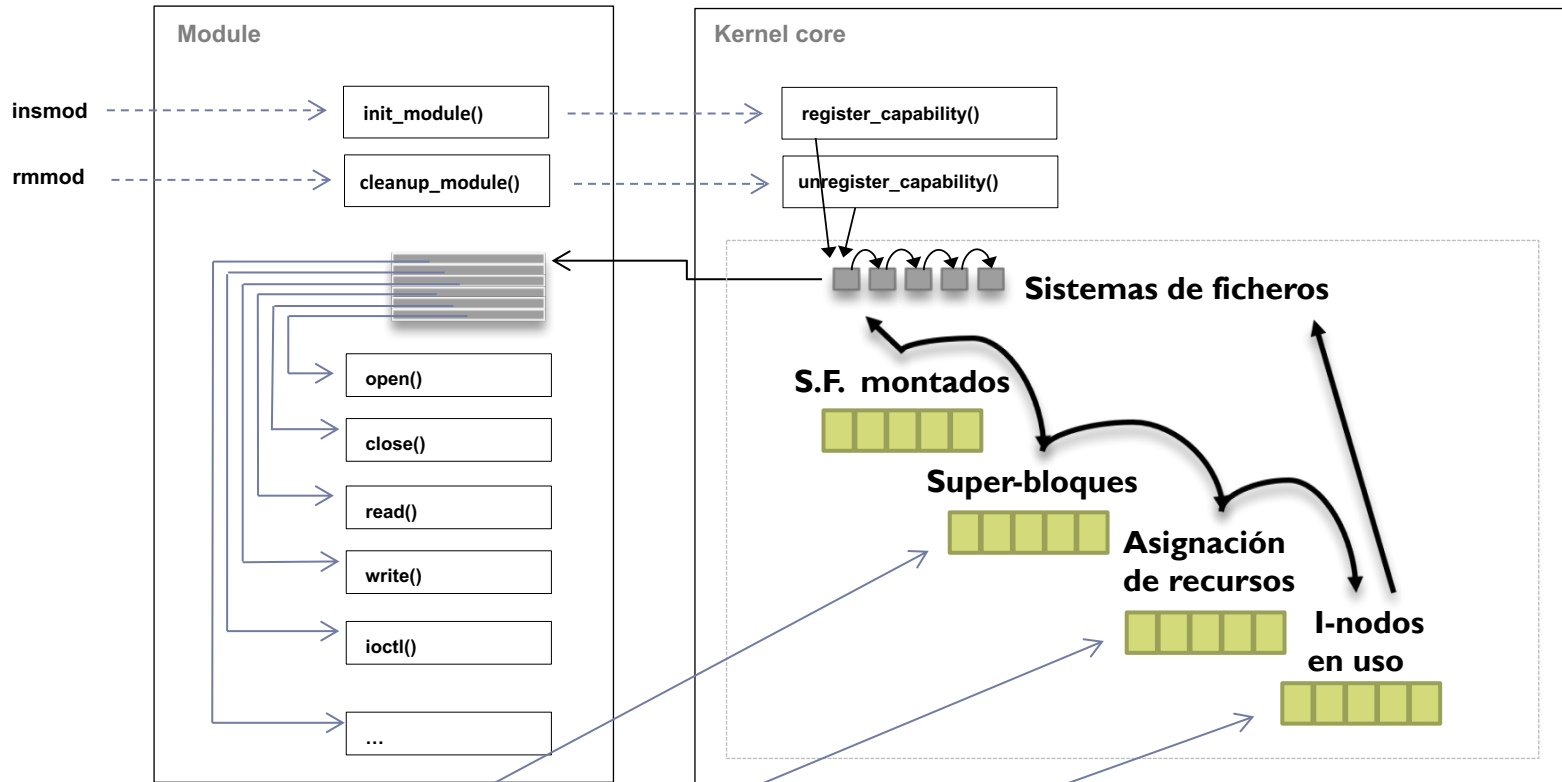 Module
Kernel core
insmod
init_module()
register_capability()
rmmod
cleanup_module()
unregister_capability()
Sistemas de ficheros
open()
S.F. montados
close()
Super-bloques
read()
Asignación
de recursos
write()
I-nodos
en uso
ioctl()
...